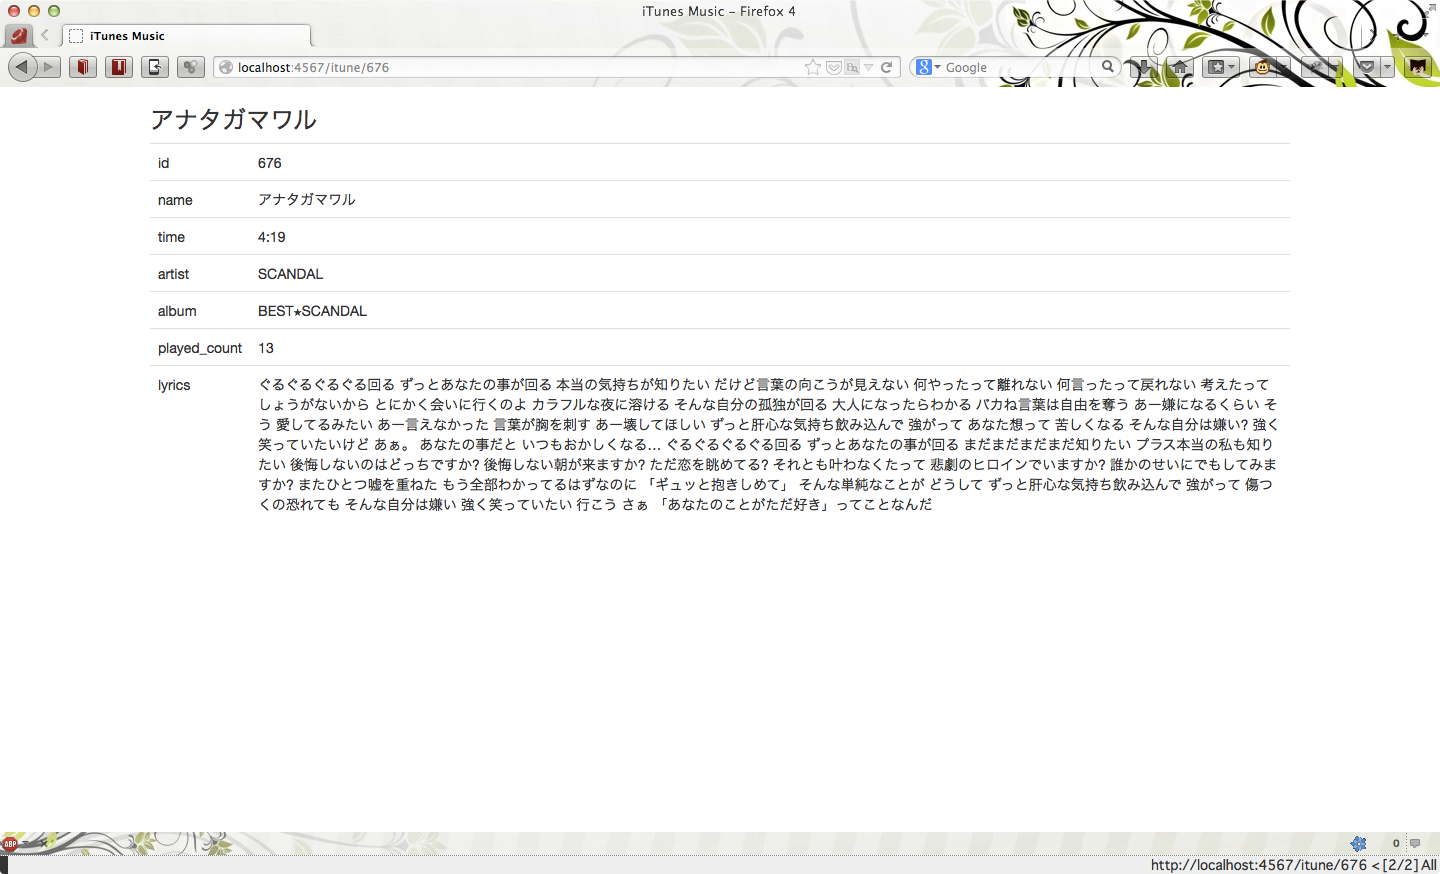 iTunes Music – Firefox 4
iTunes Music
localhost:4567/itune/676
Google
アナタガマワル
id 676
name アナタガマワル
time 4:19
artist SCANDAL
album BEST★SCANDAL
played_count 13
lyrics ぐるぐるぐるぐる回る ずっとあなたの事が回る 本当の気持ちが知りたい だけど言葉の向こうが見えない 何やったって離れない 何言ったって戻れない 考えたって
しょうがないから とにかく会いに行くのよ カラフルな夜に溶ける そんな自分の孤独が回る 大人になったらわかる バカね言葉は自由を奪う あー嫌になるくらい そ
う 愛してるみたい あー言えなかった 言葉が胸を刺す あー壊してほしい ずっと肝心な気持ち飲み込んで 強がって あなた想って 苦しくなる そんな自分は嫌い? 強く
笑っていたいけど あぁ。 あなたの事だと いつもおかしくなる... ぐるぐるぐるぐる回る ずっとあなたの事が回る まだまだまだまだ知りたい プラス本当の私も知り
たい 後悔しないのはどっちですか? 後悔しない朝が来ますか? ただ恋を眺めてる? それとも叶わなくたって 悲劇のヒロインでいますか? 誰かのせいにでもしてみま
すか? またひとつ嘘を重ねた もう全部わかってるはずなのに 「ギュッと抱きしめて」 そんな単純なことが どうして ずっと肝心な気持ち飲み込んで 強がって 傷つ
くの恐れても そんな自分は嫌い 強く笑っていたい 行こう さぁ 「あなたのことがただ好き」ってことなんだ
ABP
0
http://localhost:4567/itune/676 <[2/2] All